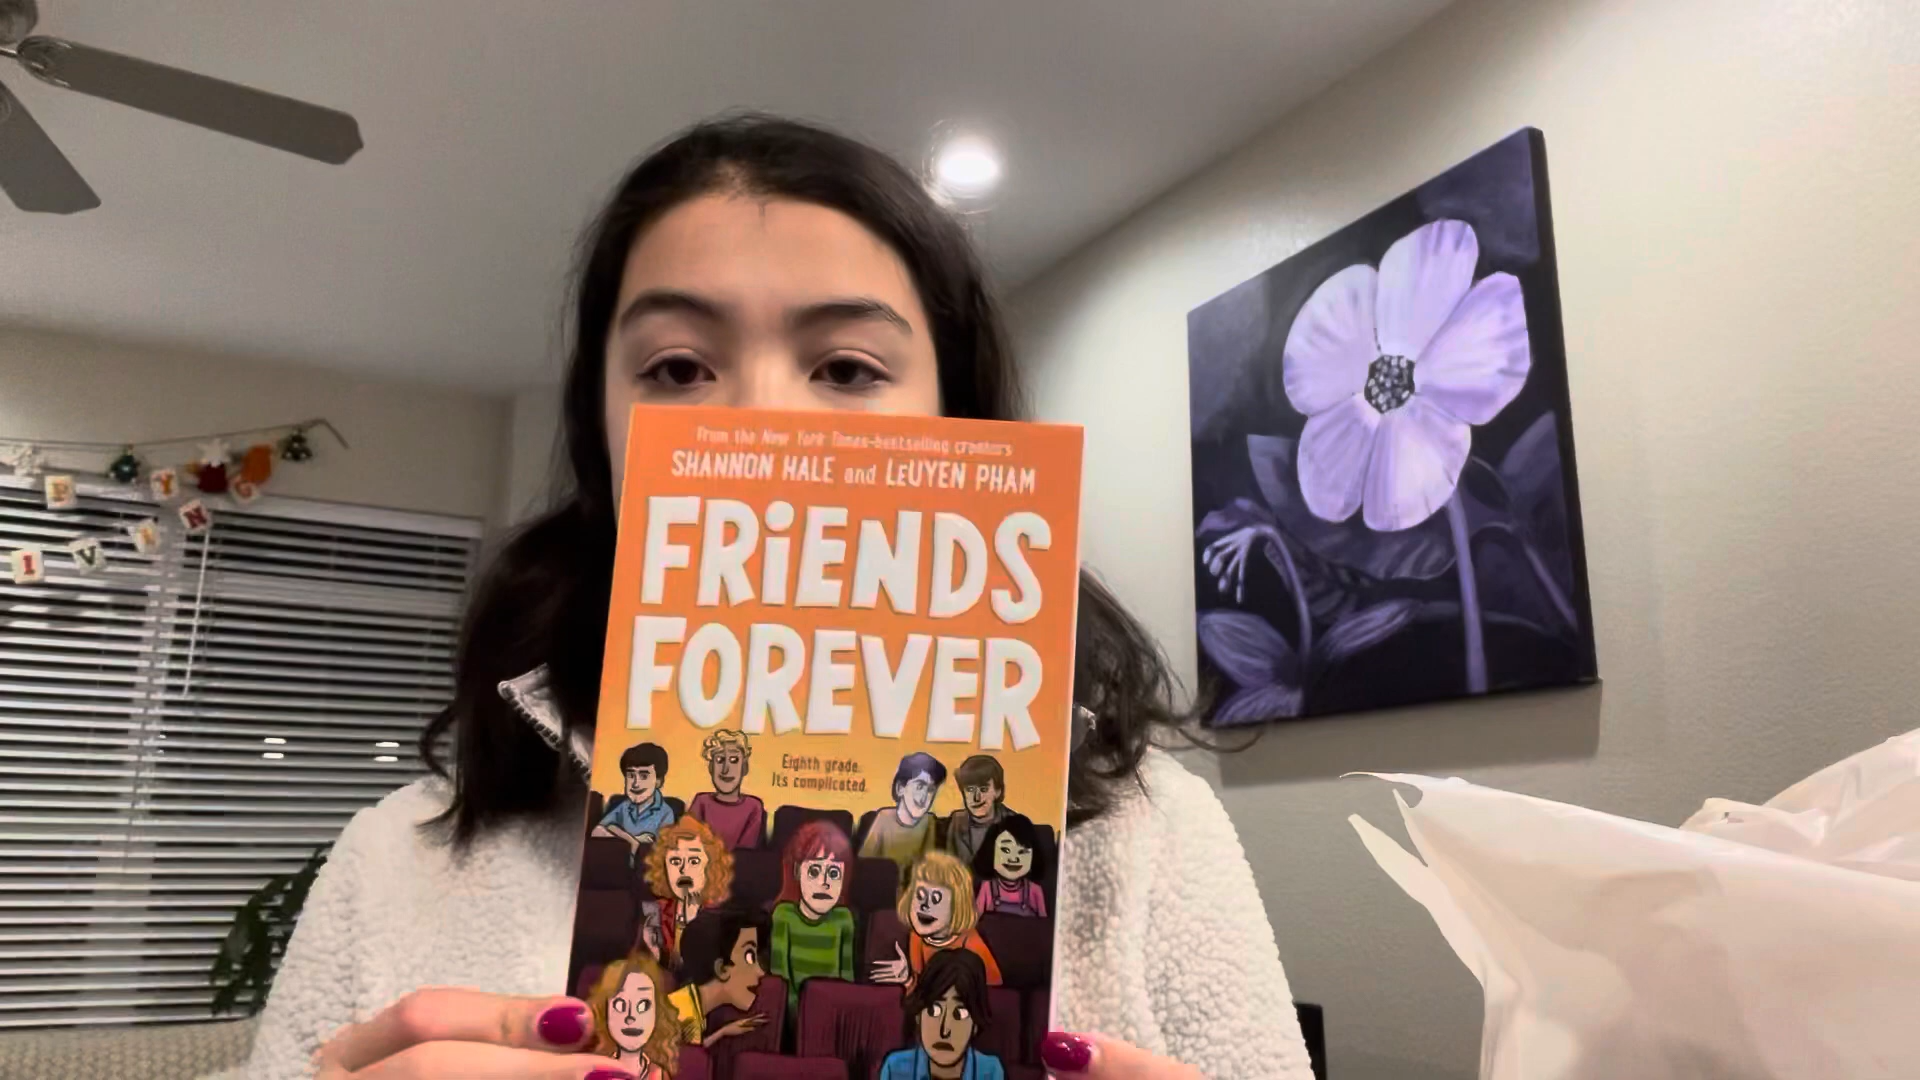 From the New York Times-bestselling creators
SHANNON HALE and LEUYEN PHAM
FRiENDS
FOREVER
Eighth grade.
It's complicated.
P Y G
I V I N